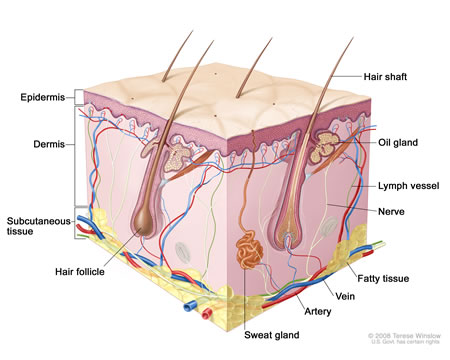 Hair shaft
Epidermis
Dermis
Oil gland
Lymph vessel
Nerve
Subcutaneous
tissue
Hair follicle
Fatty tissue
Vein
Artery
Sweat gland
© 2008 Terese Winslow
U.S. Govt. has certain rights